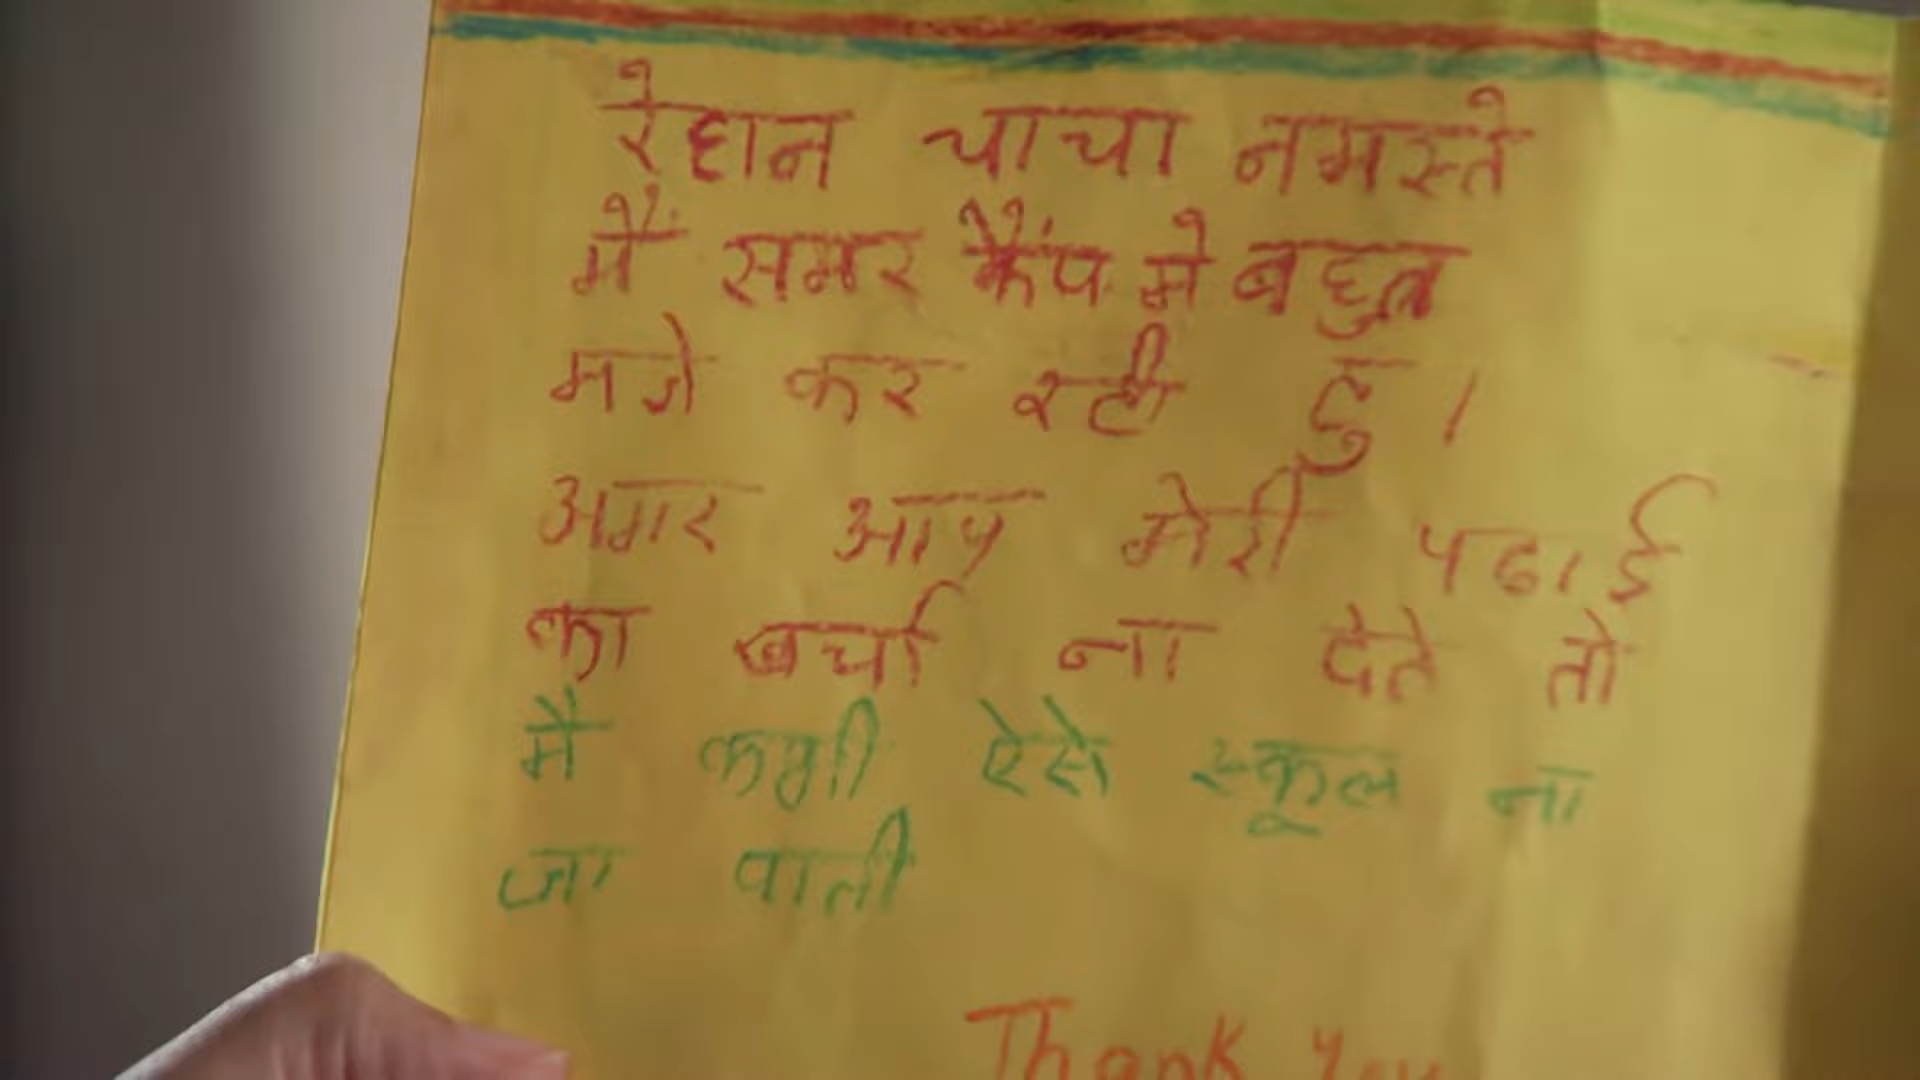 रेहान चाचा नमस्ते
मैं समर कैंप मे बहुत
मजे कर रही हु।
अगर आप मेरी पढाई
का खर्चा ना देते तो
मै कभी ऐसे स्कूल ना
जा पाती
Thank You